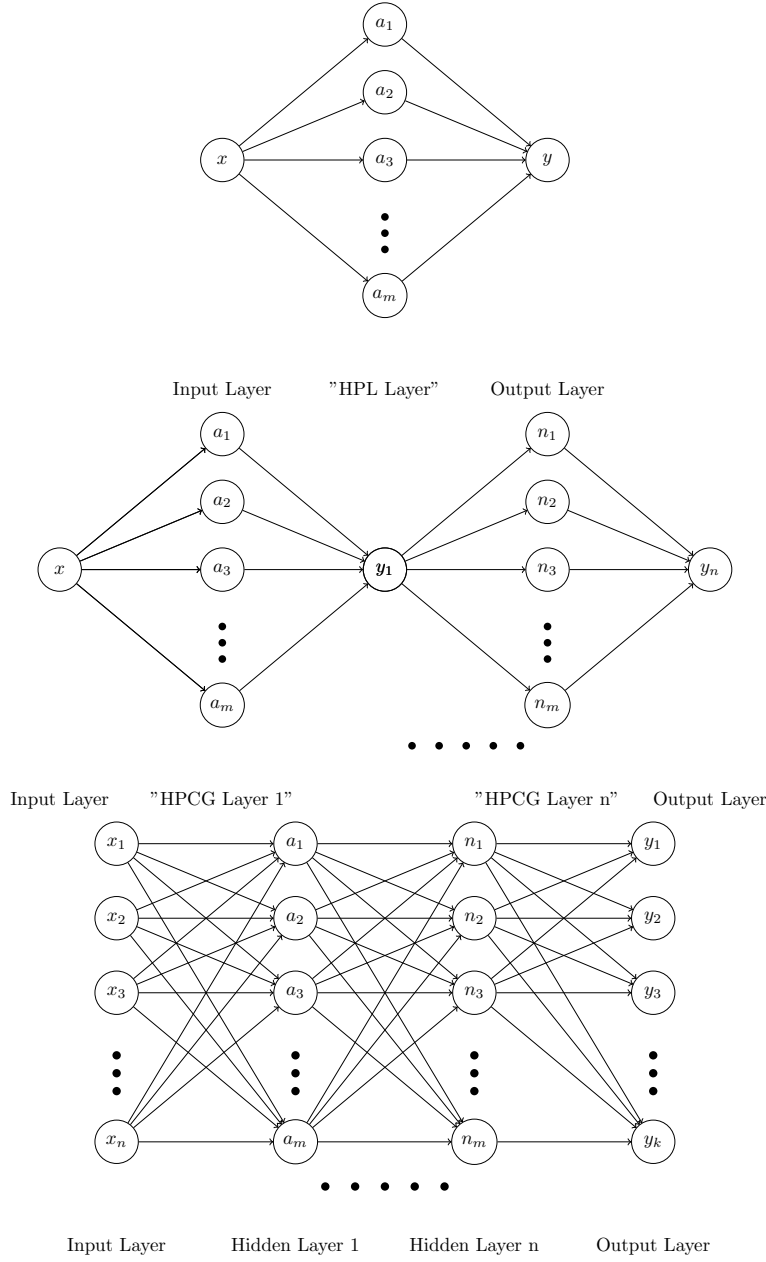 a₁
a₂
x a₃ y
aₘ
Input Layer "HPL Layer" Output Layer
a₁ n₁
a₂ n₂
x a₃ y₁ n₃ yₙ
aₘ nₘ
Input Layer "HPCG Layer 1" "HPCG Layer n" Output Layer
x₁ a₁ n₁ y₁
x₂ a₂ n₂ y₂
x₃ a₃ n₃ y₃
xₙ aₘ nₘ yₖ
Input Layer Hidden Layer 1 Hidden Layer n Output Layer